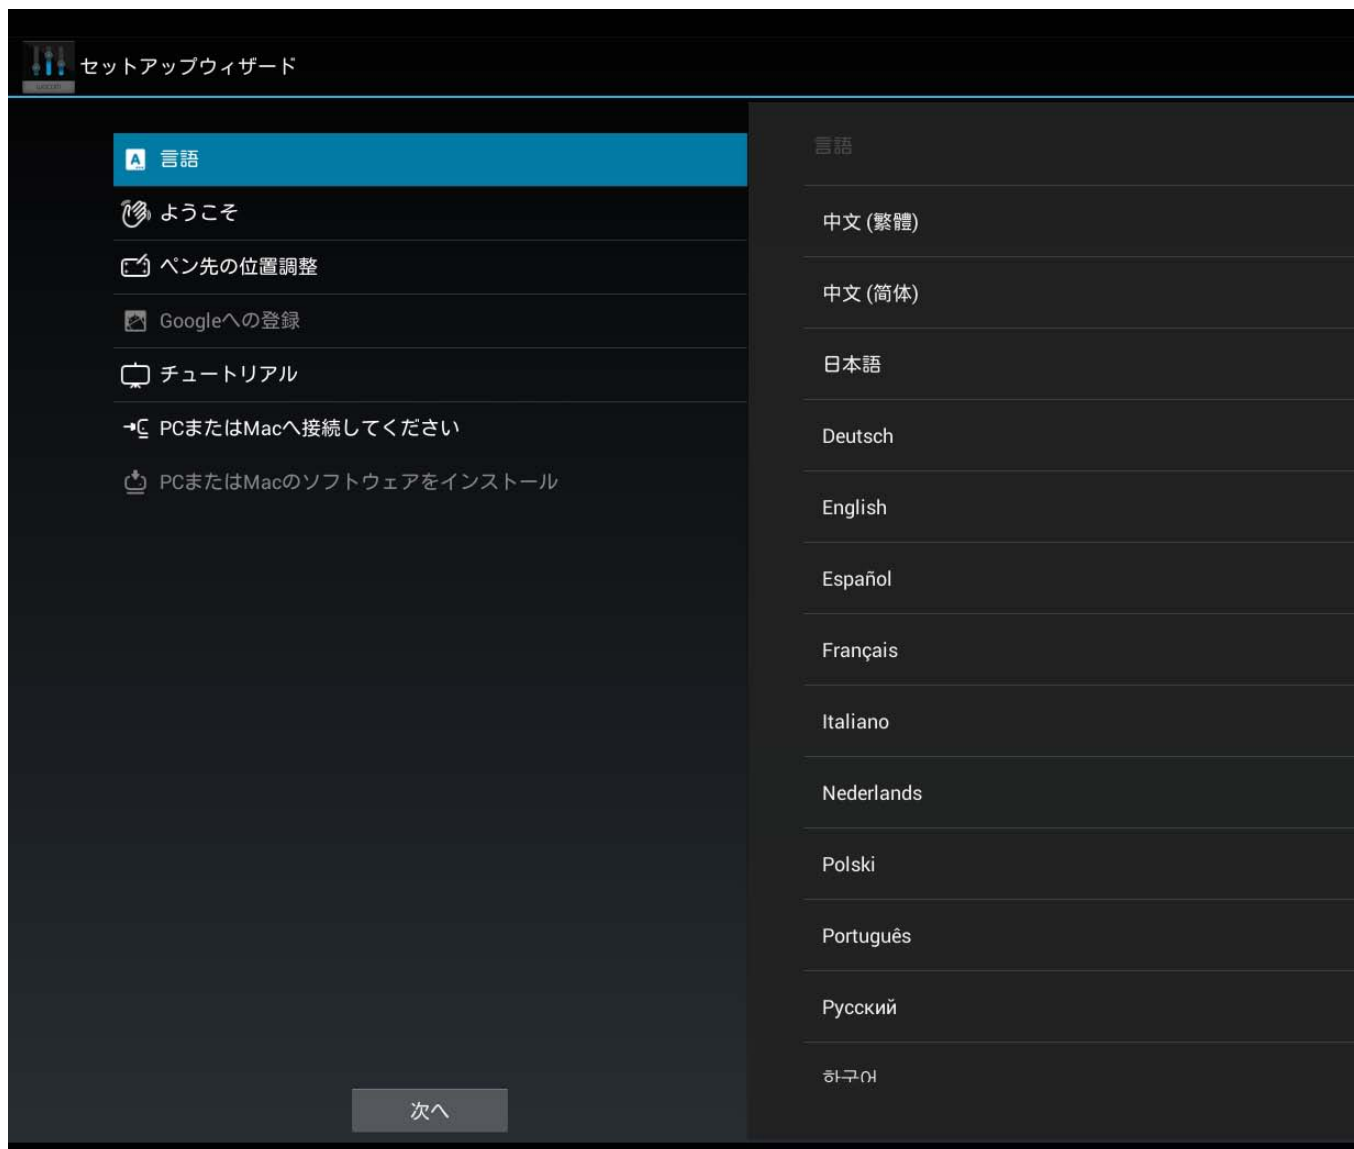 セットアップウィザード
wacom
言語
ようこそ
ペン先の位置調整
Googleへの登録
チュートリアル
PCまたはMacへ接続してください
PCまたはMacのソフトウェアをインストール
次へ
言語
中文 (繁體)
中文 (简体)
日本語
Deutsch
English
Español
Français
Italiano
Nederlands
Polski
Português
Русский
한국어